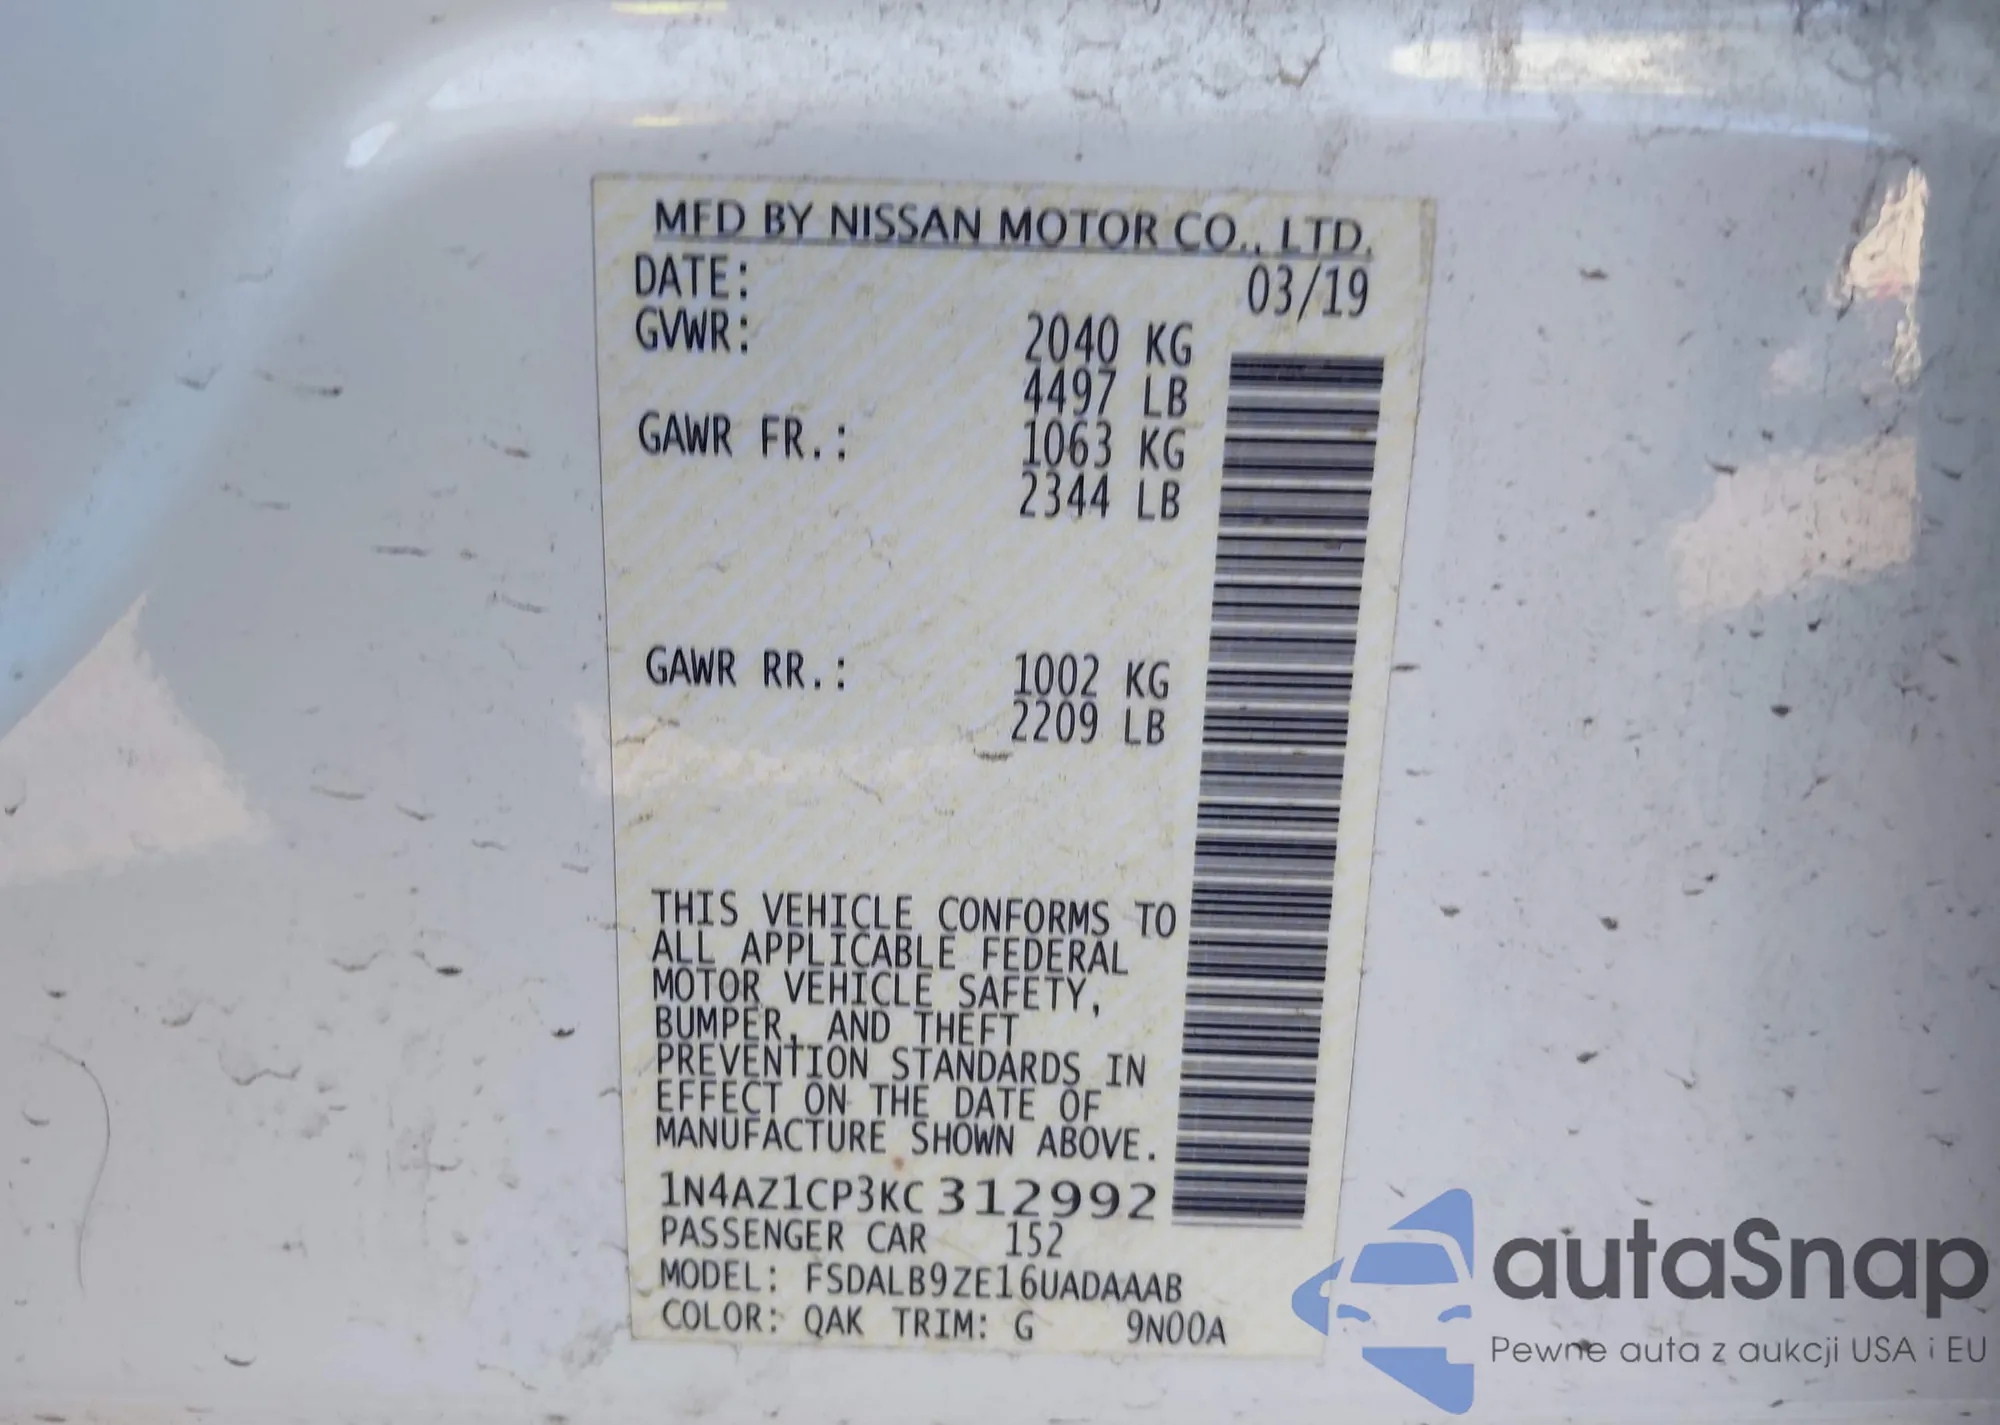 MFD BY NISSAN MOTOR CO., LTD.
DATE: 03/19
GVWR: 2040 KG
4497 LB
GAWR FR.: 1063 KG
2344 LB
GAWR RR.: 1002 KG
2209 LB
THIS VEHICLE CONFORMS TO
ALL APPLICABLE FEDERAL
MOTOR VEHICLE SAFETY,
BUMPER, AND THEFT
PREVENTION STANDARDS IN
EFFECT ON THE DATE OF
MANUFACTURE SHOWN ABOVE.
1N4AZ1CP3KC312992
PASSENGER CAR 152
MODEL: FSDALB9ZE16UADAAAB
COLOR: QAK TRIM: G 9N00A
autaSnap
Pewne auta z aukcji USA i EU